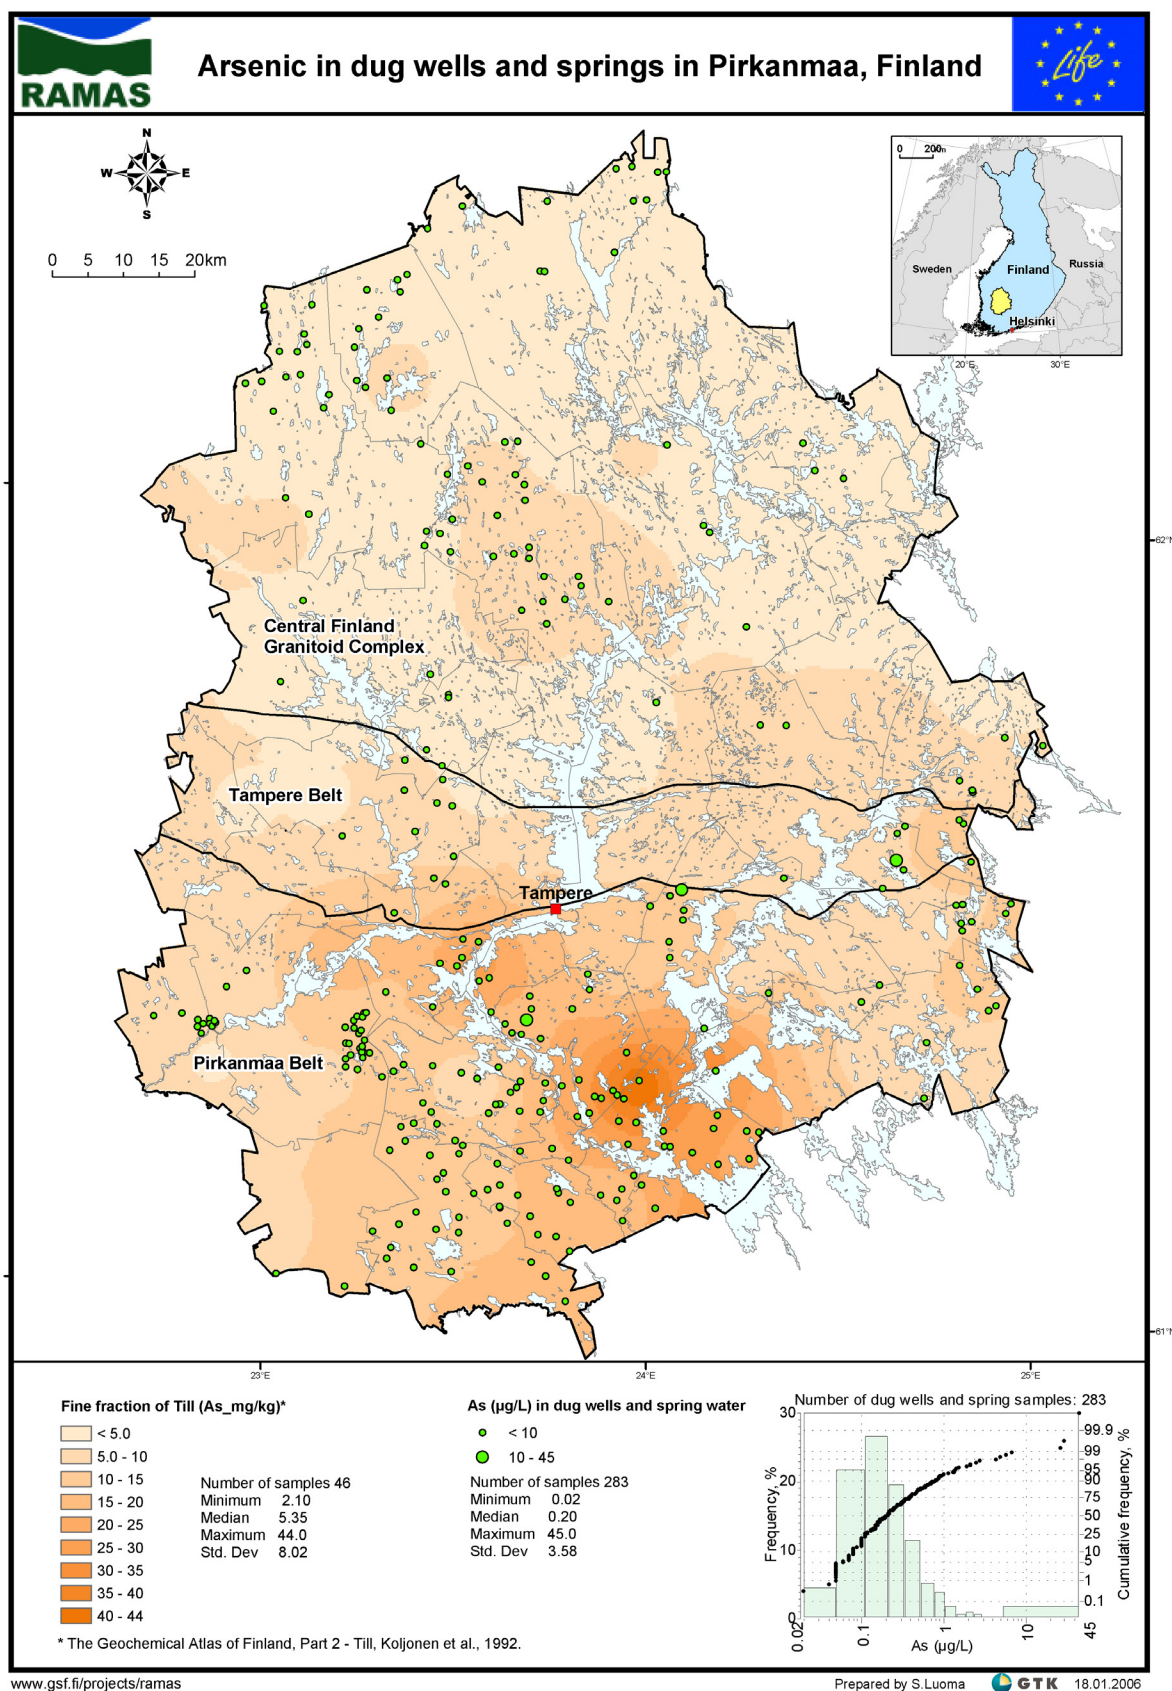 RAMAS
Arsenic in dug wells and springs in Pirkanmaa, Finland
Life
N
W E
S
0 5 10 15 20km
0 200
Sweden
Finland
Russia
Helsinki
20°E 30°E
62°N
Central Finland
Granitoid Complex
Tampere Belt
Tampere
Pirkanmaa Belt
61°N
23°E 24°E 25°E
Fine fraction of Till (As_mg/kg)*
< 5.0
5.0 - 10
10 - 15
15 - 20
20 - 25
25 - 30
30 - 35
35 - 40
40 - 44
Number of samples 46
Minimum 2.10
Median 5.35
Maximum 44.0
Std. Dev 8.02
As (µg/L) in dug wells and spring water
< 10
10 - 45
Number of samples 283
Minimum 0.02
Median 0.20
Maximum 45.0
Std. Dev 3.58
Number of dug wells and spring samples: 283
Frequency, %
30
20
10
0
99.9
99
95
90
75
50
25
10
5
1
0.1
Cumulative frequency, %
0.02 0.1 1 10 45
As (µg/L)
* The Geochemical Atlas of Finland, Part 2 - Till, Koljonen et al., 1992.
www.gsf.fi/projects/ramas
Prepared by S.Luoma GTK 18.01.2006